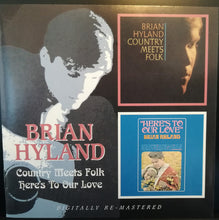 BRIAN
HYLAND
COUNTRY
MEETS
FOLK
BRIAN
HYLAND
Country Meets Folk
Here's To Our Love
"HERE'S TO
OUR LOVE"
BRIAN HYLAND
DIGITALLY RE-MASTERED